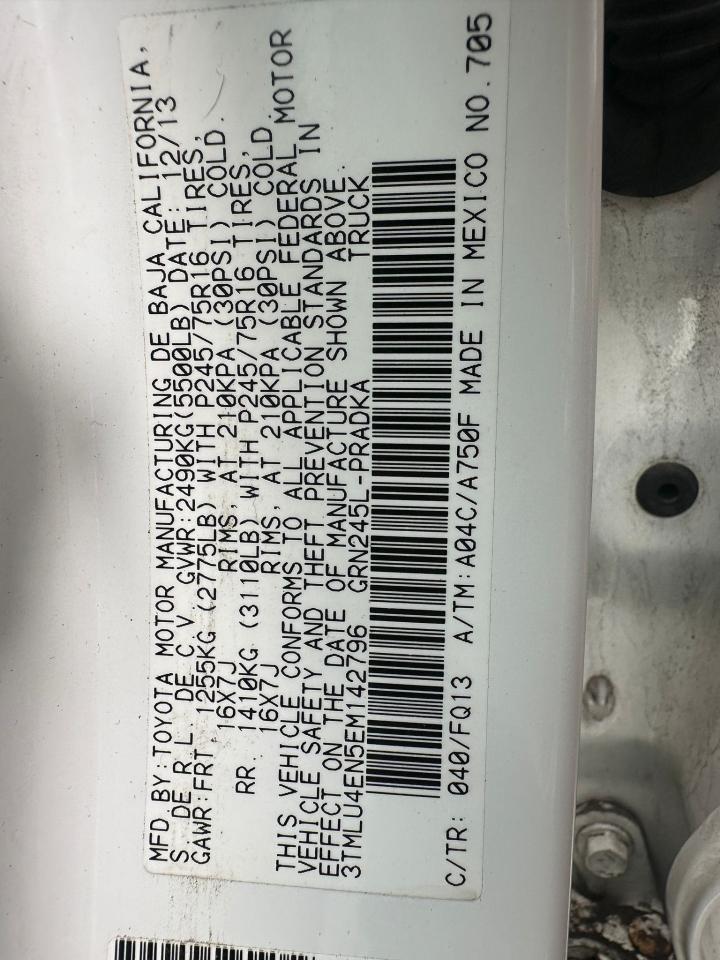 MFD.BY:TOYOTA MOTOR MANUFACTURING DE BAJA CALIFORNIA,
S. DE R.L. DE C.V. GVWR:2490KG(5500LB) DATE: 12/13
GAWR:FRT. 1255KG (2775LB) WITH P245/75R16 TIRES,
16X7J RIMS, AT 210KPA (30PSI) COLD.
RR. 1410KG (3110LB) WITH P245/75R16 TIRES,
16X7J RIMS, AT 210KPA (30PSI) COLD.
THIS VEHICLE CONFORMS TO ALL APPLICABLE FEDERAL MOTOR
VEHICLE SAFETY AND THEFT PREVENTION STANDARDS IN
EFFECT ON THE DATE OF MANUFACTURE SHOWN ABOVE.
3TMLU4EN5EM142796 GRN245L-PRADKA TRUCK
C/TR: 040/FQ13 A/TM:A04C/A750F MADE IN MEXICO NO.705